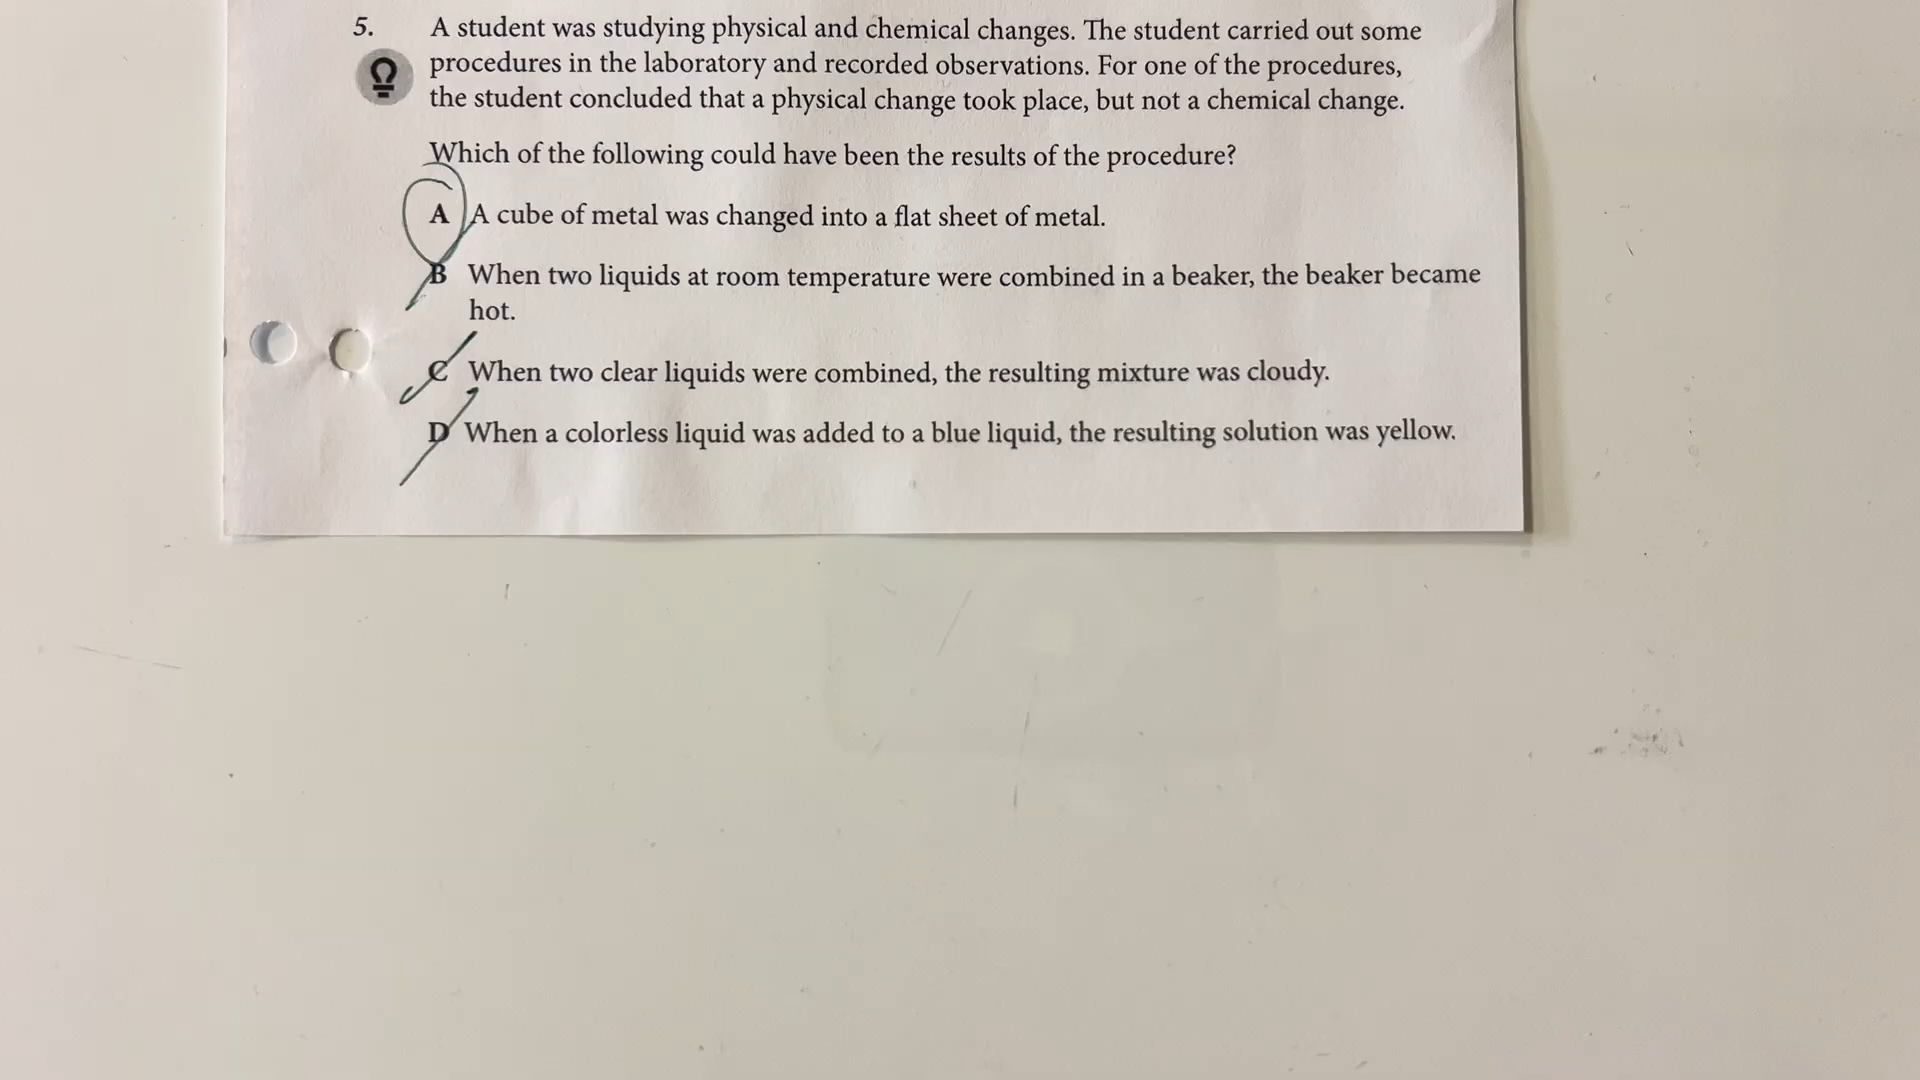 5. A student was studying physical and chemical changes. The student carried out some
procedures in the laboratory and recorded observations. For one of the procedures,
the student concluded that a physical change took place, but not a chemical change.
Which of the following could have been the results of the procedure?
A A cube of metal was changed into a flat sheet of metal.
B When two liquids at room temperature were combined in a beaker, the beaker became
hot.
C When two clear liquids were combined, the resulting mixture was cloudy.
D When a colorless liquid was added to a blue liquid, the resulting solution was yellow.